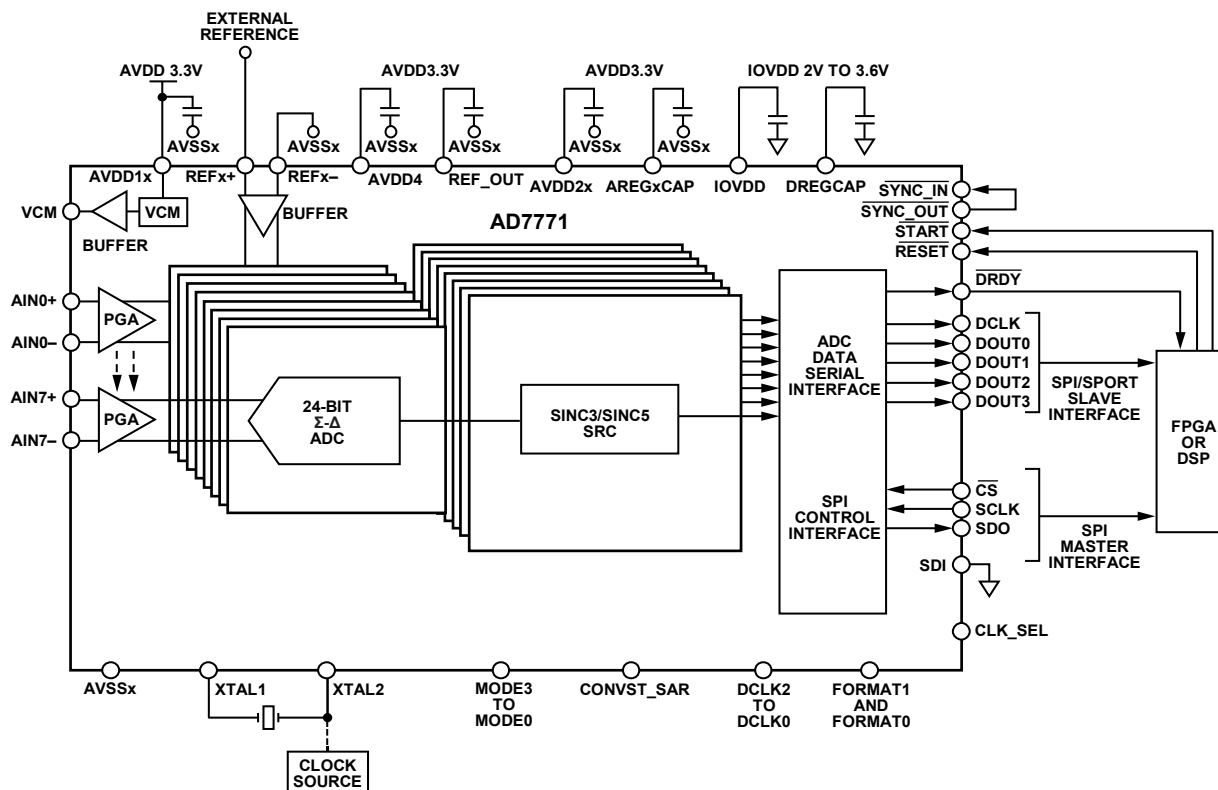 EXTERNAL
REFERENCE
AVDD 3.3V
AVDD3.3V
AVDD3.3V
IOVDD 2V TO 3.6V
AVSSx
AVSSx
AVSSx
AVSSx
AVSSx
AVSSx
AVDD1x
REFx+
REFx–
AVDD4
REF_OUT
AVDD2x
AREGxCAP
IOVDD
DREGCAP
VCM
BUFFER
VCM
BUFFER
AD7771
SYNC_IN
SYNC_OUT
START
RESET
DRDY
AIN0+
AIN0–
PGA
AIN7+
AIN7–
PGA
24-BIT
Σ-Δ
ADC
SINC3/SINC5
SRC
ADC
DATA
SERIAL
INTERFACE
SPI
CONTROL
INTERFACE
DCLK
DOUT0
DOUT1
DOUT2
DOUT3
SPI/SPORT
SLAVE
INTERFACE
FPGA
OR
DSP
CS
SCLK
SDO
SPI
MASTER
INTERFACE
SDI
CLK_SEL
AVSSx
XTAL1
XTAL2
MODE3
TO
MODE0
CONVST_SAR
DCLK2
TO
DCLK0
FORMAT1
AND
FORMAT0
CLOCK
SOURCE